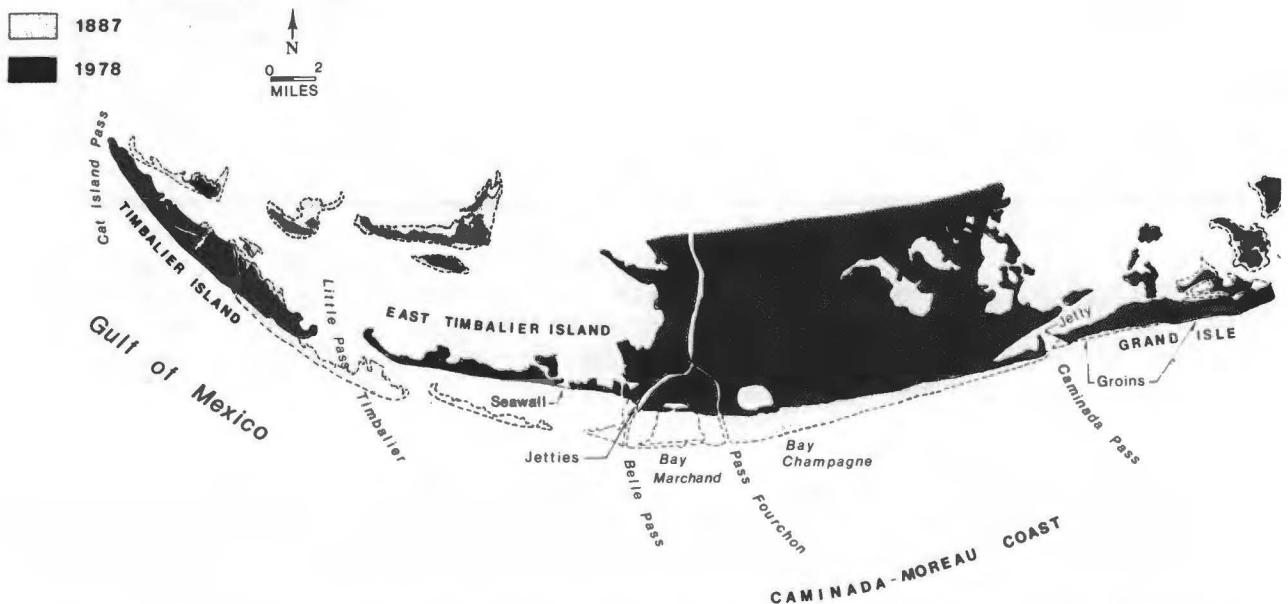 1887
1978
N
0 2
MILES
Cat Island Pass
TIMBALIER ISLAND
Gulf of Mexico
Little Pass
Timbalier
EAST TIMBALIER ISLAND
Seawall
Jetties
Belle Pass
Bay
Marchand
Pass Fourchon
Bay
Champagne
Jetty
GRAND ISLE
Groins
Caminada Pass
CAMINADA-MOREAU COAST